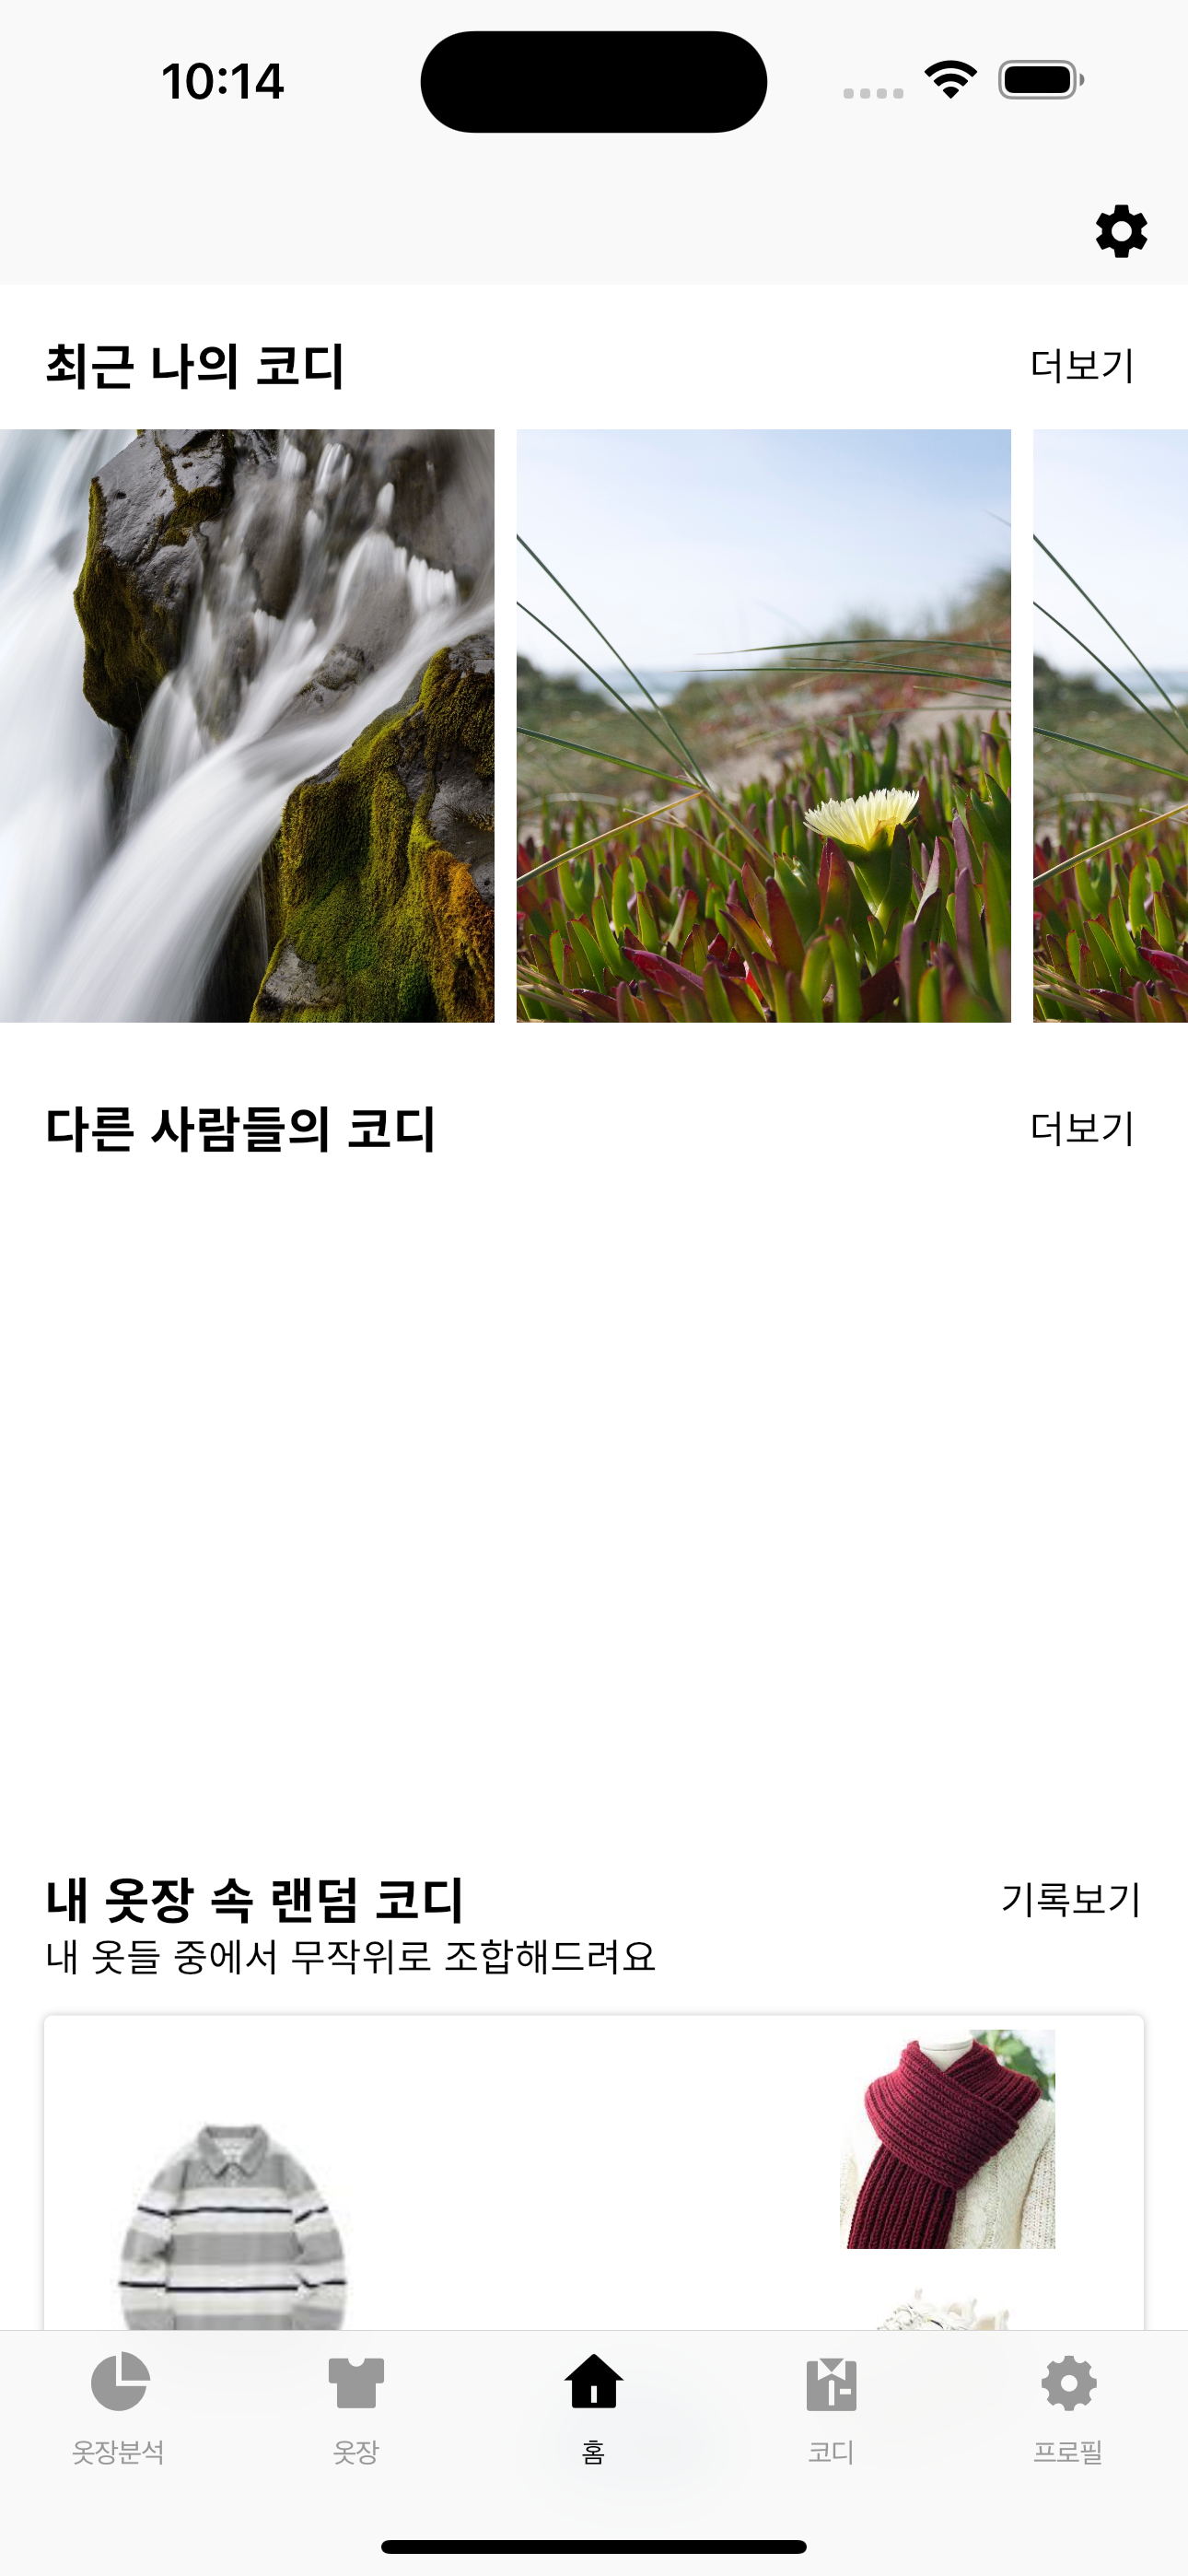 10:14
최근 나의 코디
더보기
다른 사람들의 코디
더보기
내 옷장 속 랜덤 코디
기록보기
내 옷들 중에서 무작위로 조합해드려요
옷장분석
옷장
홈
코디
프로필